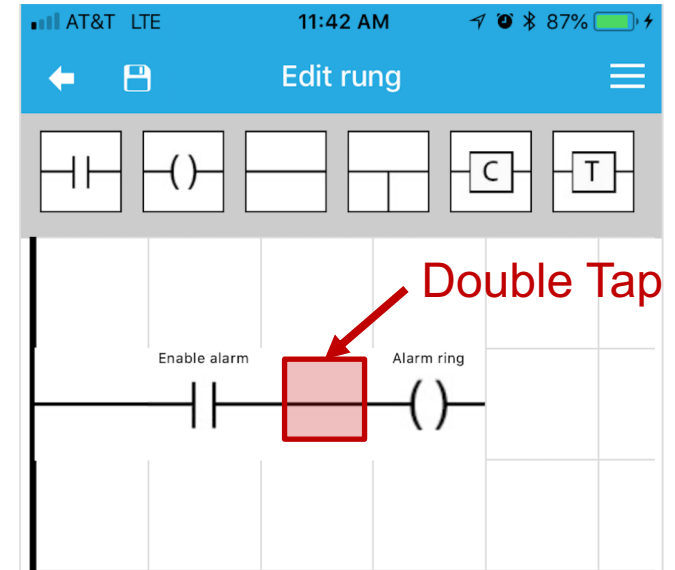 AT&T LTE 11:42 AM 87%
Edit rung
C T
Double Tap
Enable alarm Alarm ring